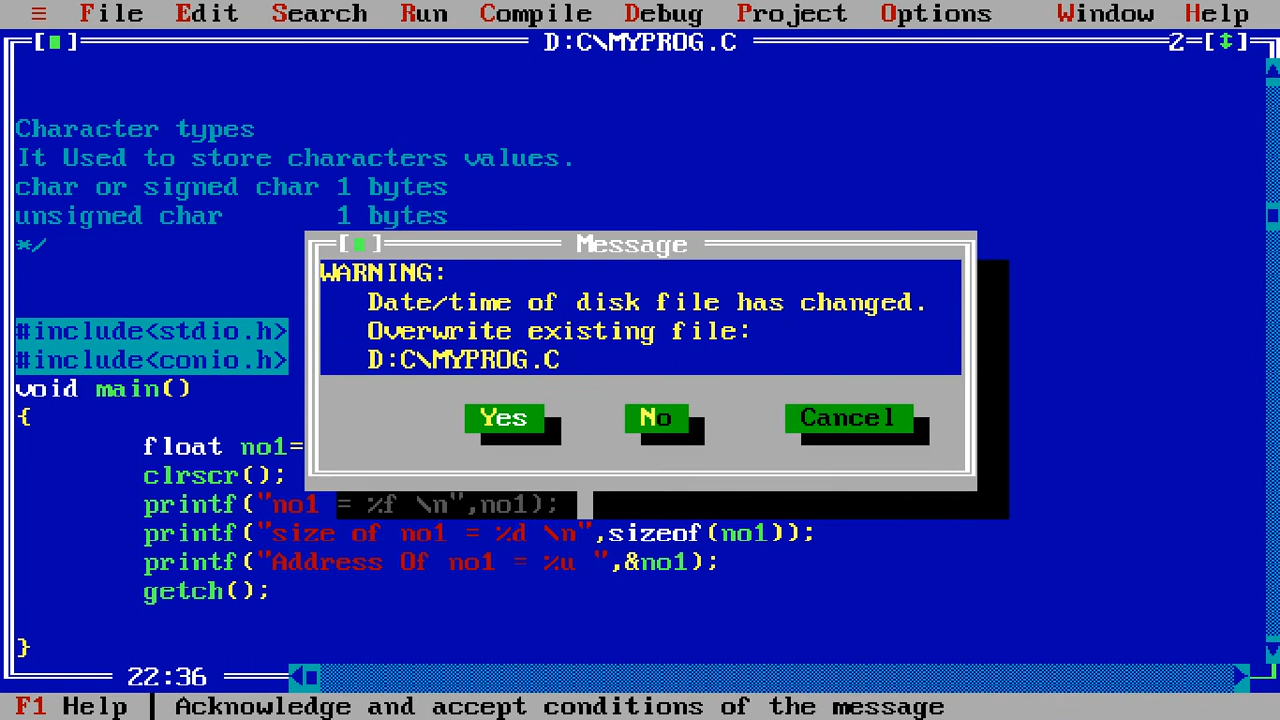 ≡ File Edit Search Run Compile Debug Project Options Window Help
[■] D:C\MYPROG.C 2=[↕]
Character types
It Used to store characters values.
char or signed char 1 bytes
unsigned char 1 bytes
*/
[■] Message
WARNING:
Date/time of disk file has changed.
Overwrite existing file:
D:C\MYPROG.C
Yes No Cancel
#include<stdio.h>
#include<conio.h>
void main()
{
float no1=
clrscr();
printf("no1 = %f \n",no1);
printf("size of no1 = %d \n",sizeof(no1));
printf("Address Of no1 = %u ",&no1);
getch();
}
22:36
F1 Help │ Acknowledge and accept conditions of the message